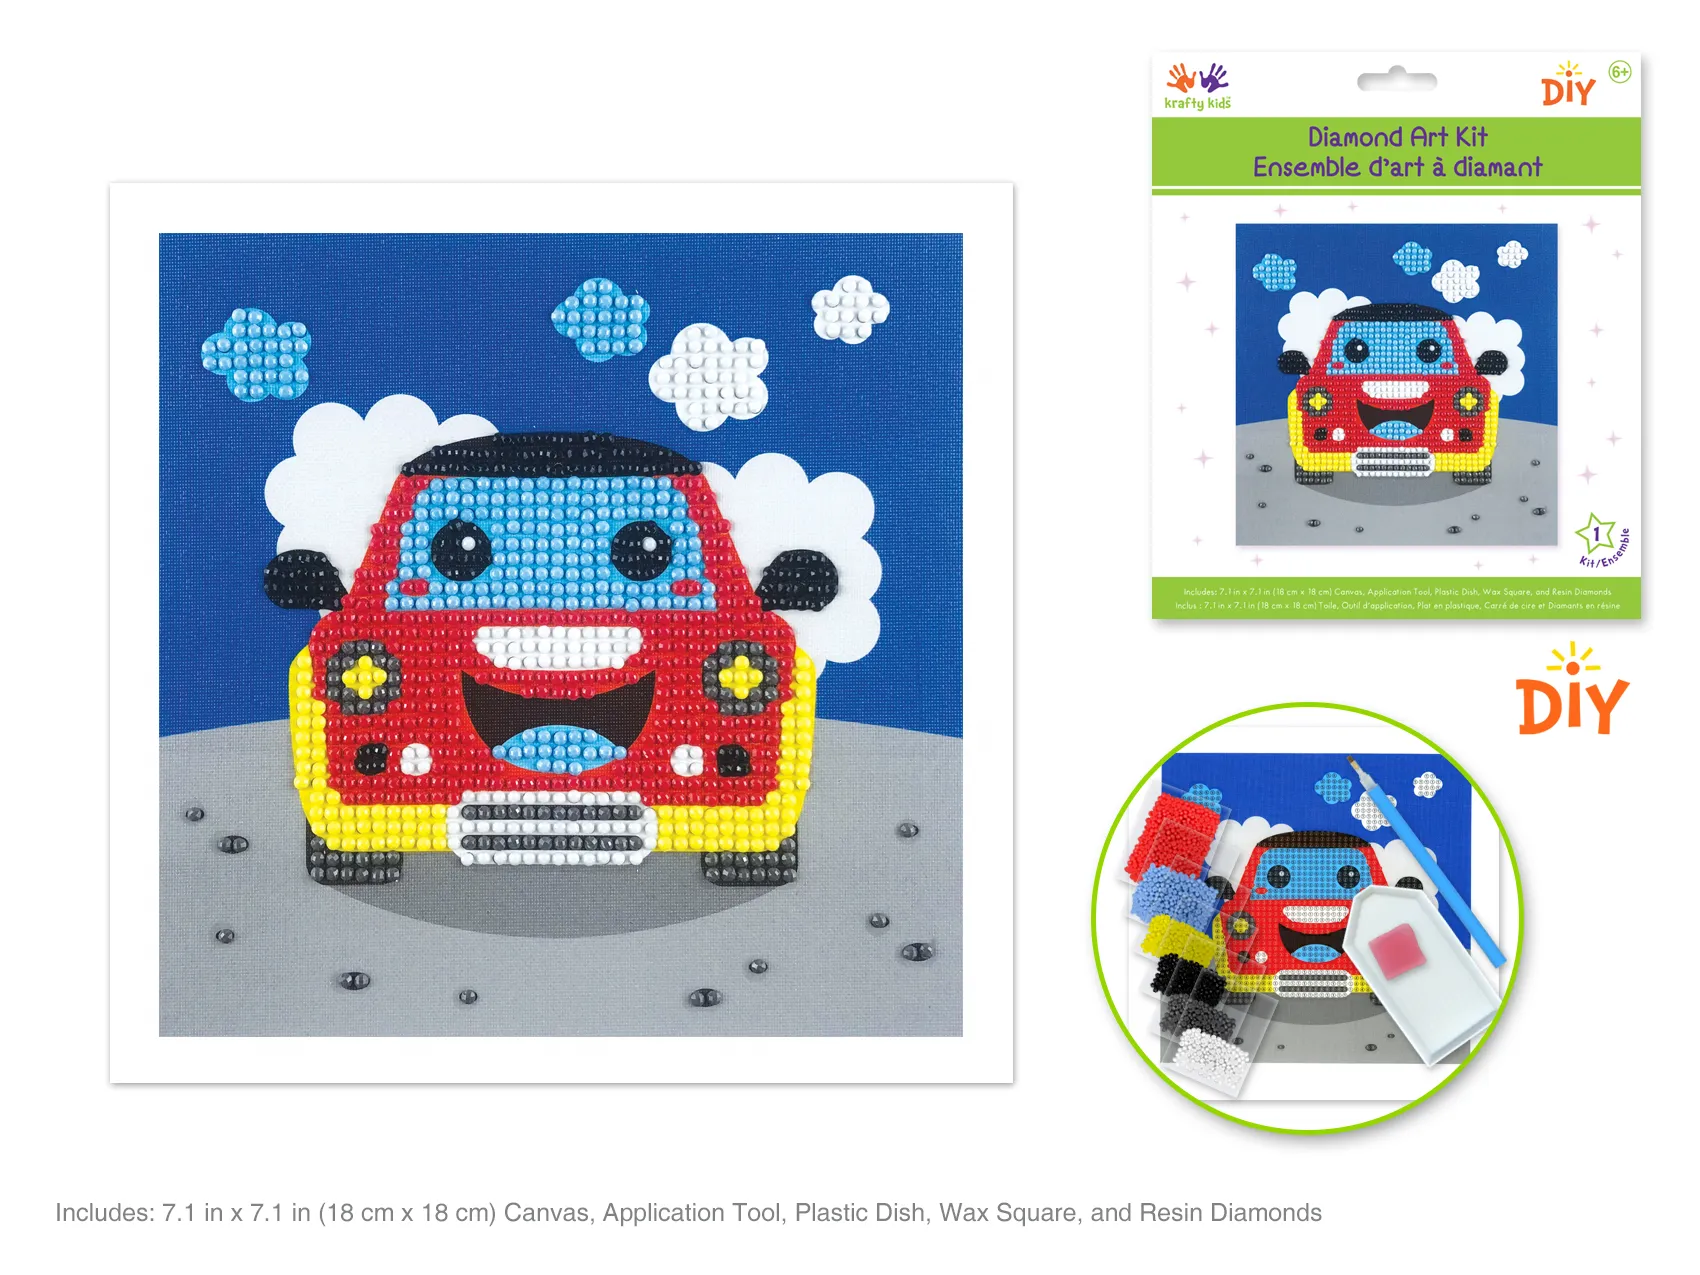 krafty kids
DiY
6+
Diamond Art Kit
Ensemble d'art à diamant
1
Kit/Ensemble
Includes: 7.1 in x 7.1 in (18 cm x 18 cm) Canvas, Application Tool, Plastic Dish, Wax Square, and Resin Diamonds
Inclus : 7.1 in x 7.1 in (18 cm x 18 cm) Toile, Outil d'application, Plat en plastique, Carré de cire et Diamants en résine
DiY
Includes: 7.1 in x 7.1 in (18 cm x 18 cm) Canvas, Application Tool, Plastic Dish, Wax Square, and Resin Diamonds